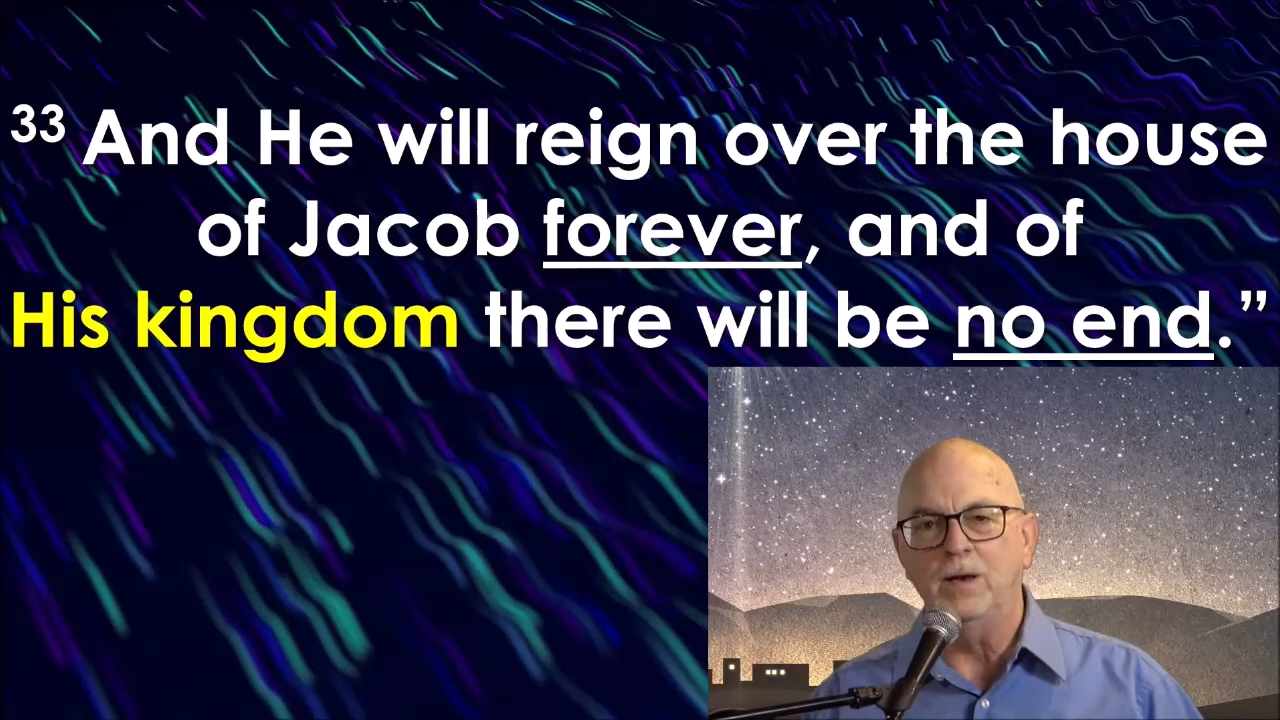 33 And He will reign over the house
of Jacob forever, and of
His kingdom there will be no end.”